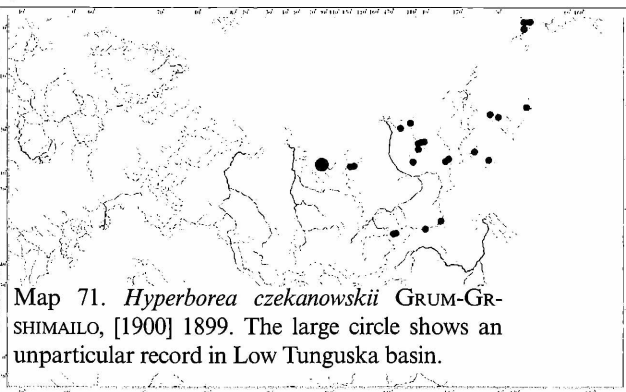 Map 71. Hyperborea czekanowskii GRUM-GR-
SHIMAILO, [1900] 1899. The large circle shows an
unparticular record in Low Tunguska basin.